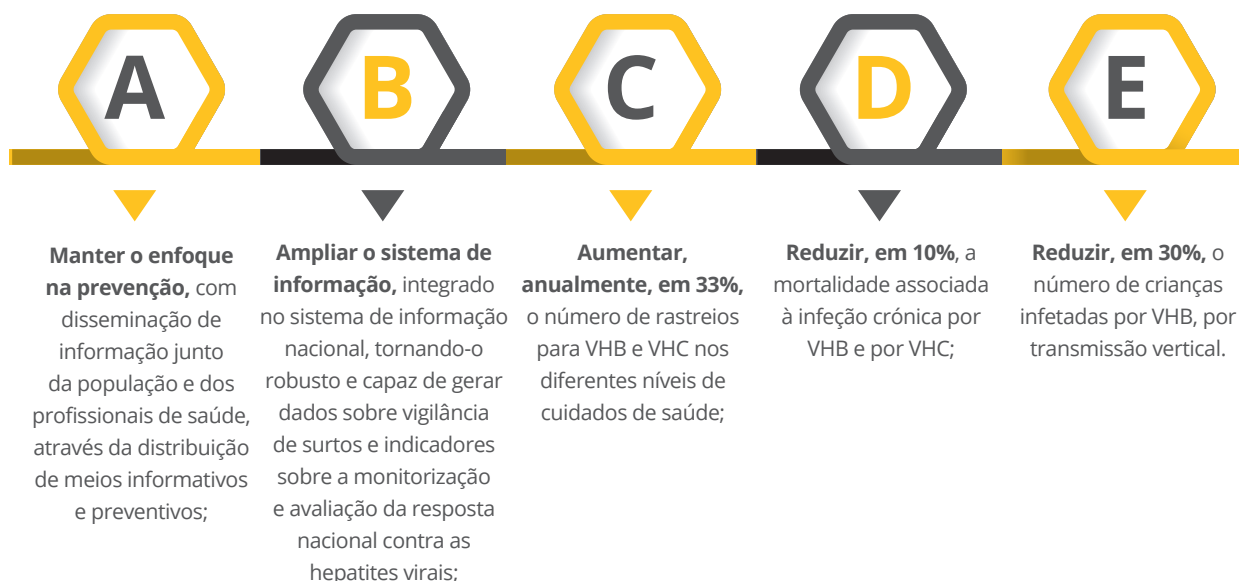 A
B
C
D
E
Manter o enfoque
na prevenção, com
disseminação de
informação junto
da população e dos
profissionais de saúde,
através da distribuição
de meios informativos
e preventivos;
Ampliar o sistema de
informação, integrado
no sistema de informação
nacional, tornando-o
robusto e capaz de gerar
dados sobre vigilância
de surtos e indicadores
sobre a monitorização
e avaliação da resposta
nacional contra as
hepatites virais;
Aumentar,
anualmente, em 33%,
o número de rastreios
para VHB e VHC nos
diferentes níveis de
cuidados de saúde;
Reduzir, em 10%, a
mortalidade associada
à infeção crónica por
VHB e por VHC;
Reduzir, em 30%, o
número de crianças
infetadas por VHB, por
transmissão vertical.